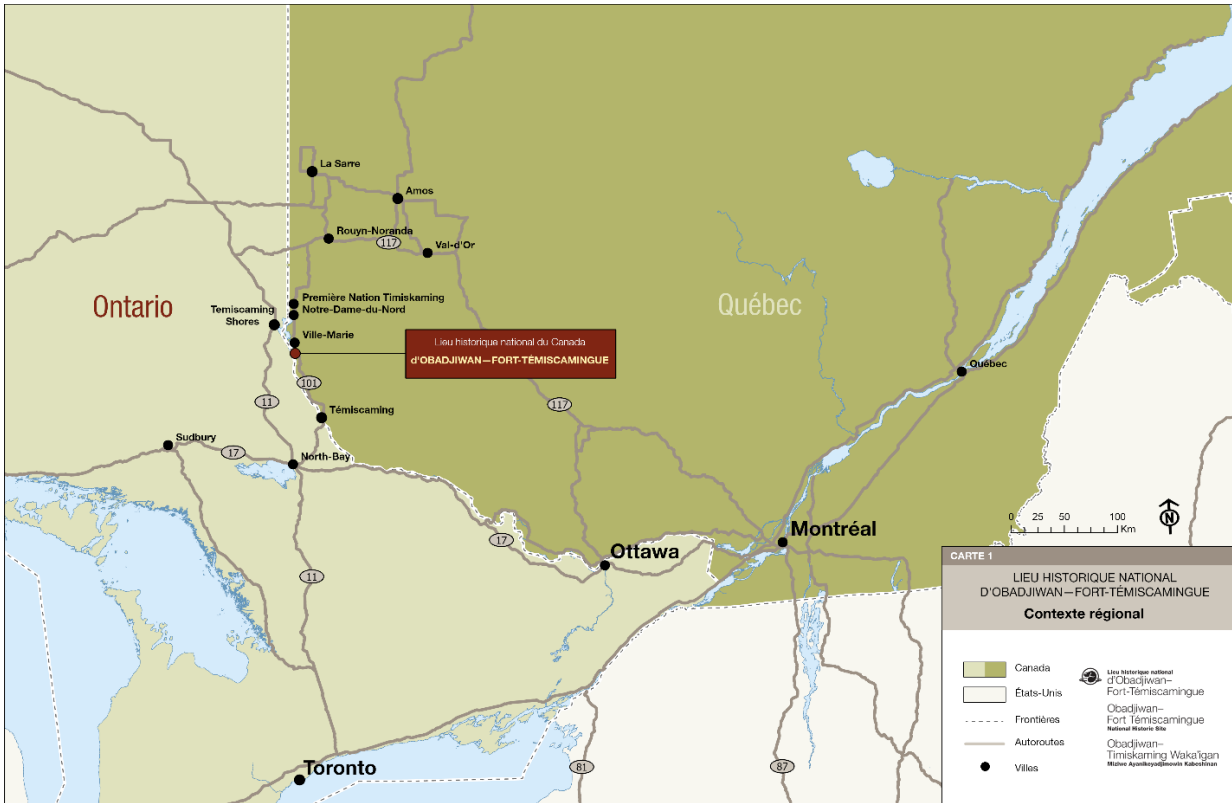 La Sarre
Amos
Rouyn-Noranda
117
Val-d'Or
Ontario
Québec
Première Nation Timiskaming
Notre-Dame-du-Nord
Temiscaming
Shores
Ville-Marie
Lieu historique national du Canada
d'OBADJIWAN—FORT-TÉMISCAMINGUE
Québec
101
11
117
Témiscaming
Sudbury
17
North-Bay
0 25 50 100
Km
N
Montréal
17
Ottawa
11
CARTE 1
LIEU HISTORIQUE NATIONAL
D'OBADJIWAN—FORT-TÉMISCAMINGUE
Contexte régional
Canada
États-Unis
Frontières
Autoroutes
Villes
Lieu historique national
d'Obadjiwan–
Fort-Témiscamingue
Obadjiwan–
Fort Témiscamingue
National Historic Site
Obadjiwan–
Timiskaming Waka'igan
Miziwe Ayanikeyadjimowin Kabeshinan
Toronto
81
87